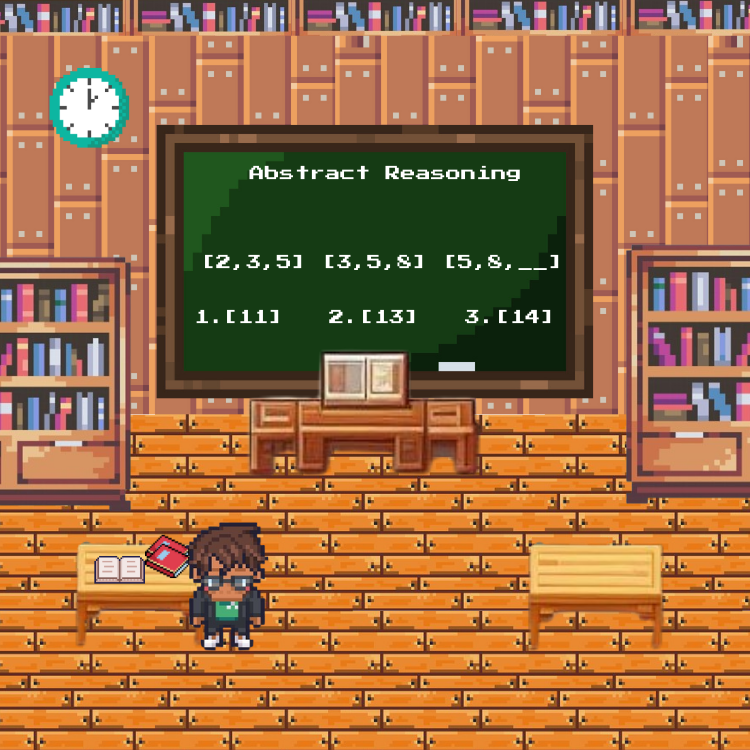 Abstract Reasoning
[2,3,5] [3,5,8] [5,8,__]
1.[11] 2.[13] 3.[14]